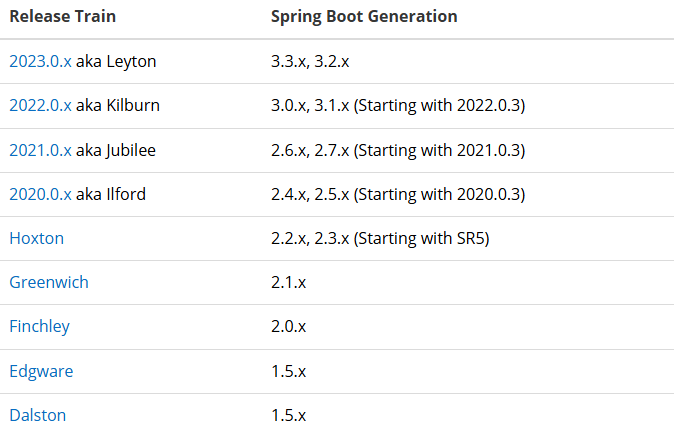 Release Train Spring Boot Generation
2023.0.x aka Leyton 3.3.x, 3.2.x
2022.0.x aka Kilburn 3.0.x, 3.1.x (Starting with 2022.0.3)
2021.0.x aka Jubilee 2.6.x, 2.7.x (Starting with 2021.0.3)
2020.0.x aka Ilford 2.4.x, 2.5.x (Starting with 2020.0.3)
Hoxton 2.2.x, 2.3.x (Starting with SR5)
Greenwich 2.1.x
Finchley 2.0.x
Edgware 1.5.x
Dalston 1.5.x